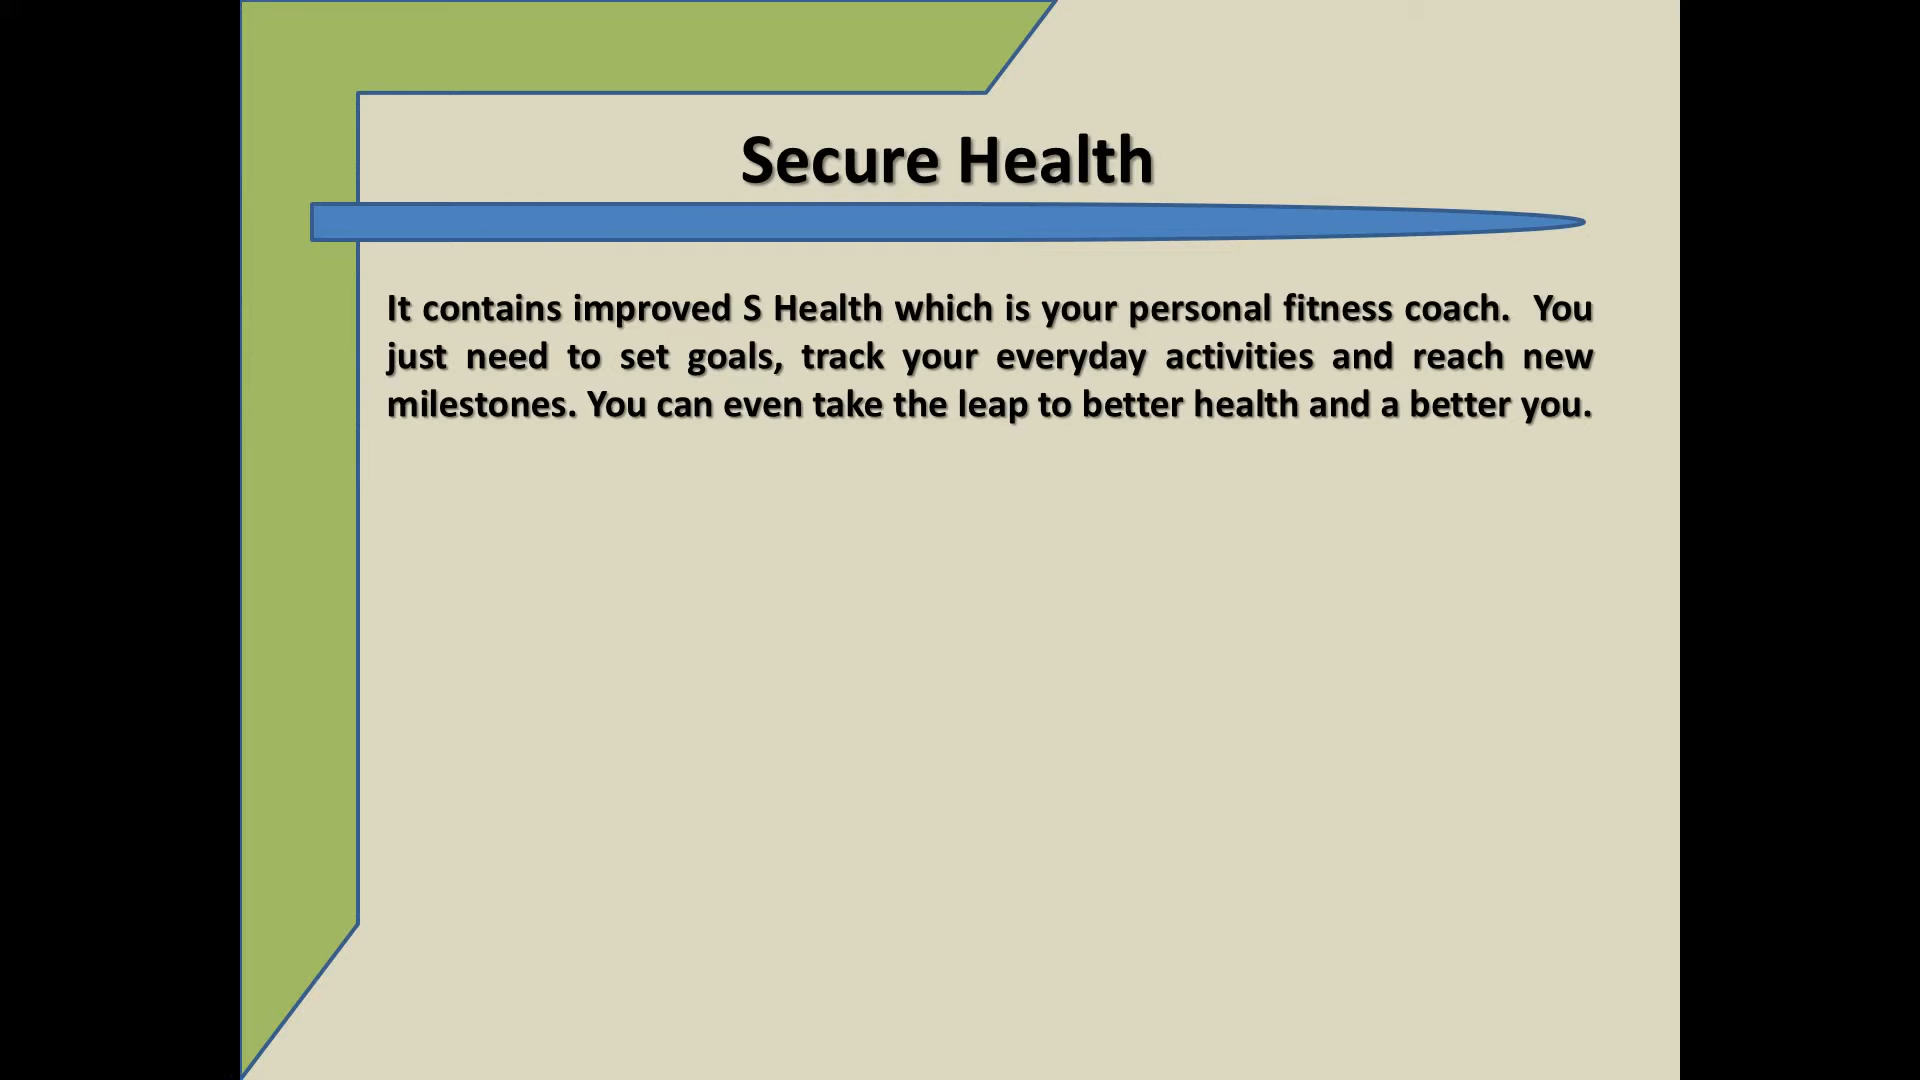 Secure Health
It contains improved S Health which is your personal fitness coach.  You
just need to set goals, track your everyday activities and reach new
milestones. You can even take the leap to better health and a better you.